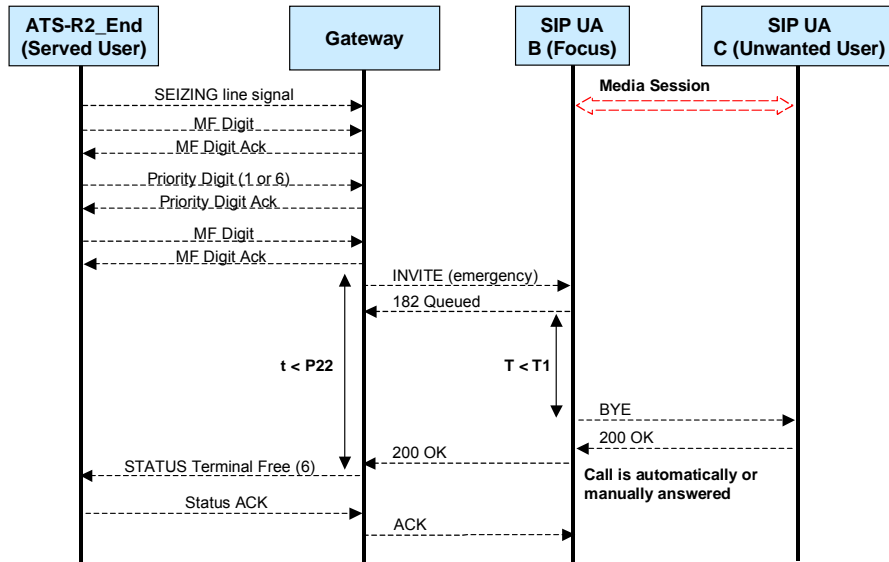 ATS-R2_End
(Served User)
Gateway
SIP UA
B (Focus)
SIP UA
C (Unwanted User)
SEIZING line signal
Media Session
MF Digit
MF Digit Ack
Priority Digit (1 or 6)
Priority Digit Ack
MF Digit
MF Digit Ack
INVITE (emergency)
182 Queued
t < P22
T < T1
BYE
200 OK
200 OK
STATUS Terminal Free (6)
Call is automatically or
manually answered
Status ACK
ACK